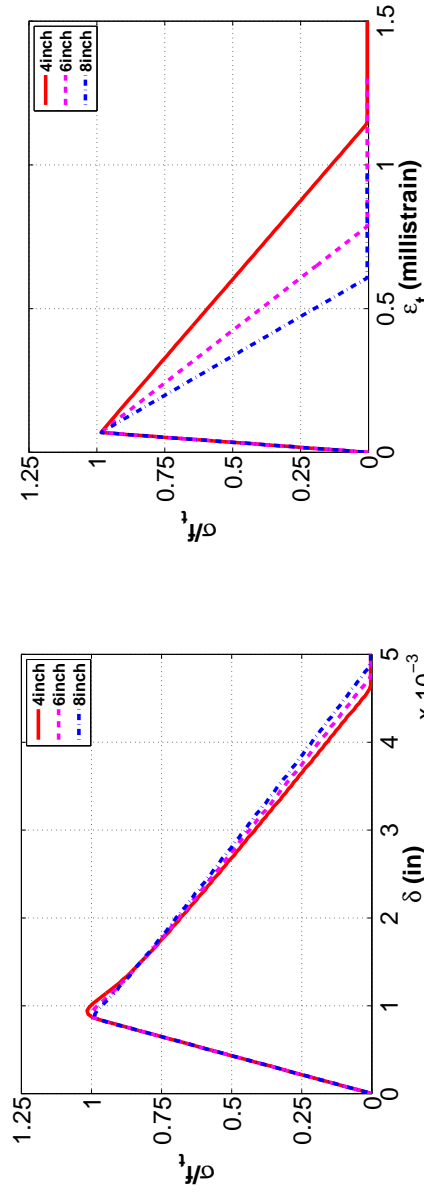 1.25
1
0.75
0.5
0.25
0
σ/f_t
0 1 2 3 4 5
δ (in)
x 10⁻³
4inch
6inch
8inch
1.25
1
0.75
0.5
0.25
0
σ/f_t
0 0.5 1 1.5
ε_t (millistrain)
4inch
6inch
8inch